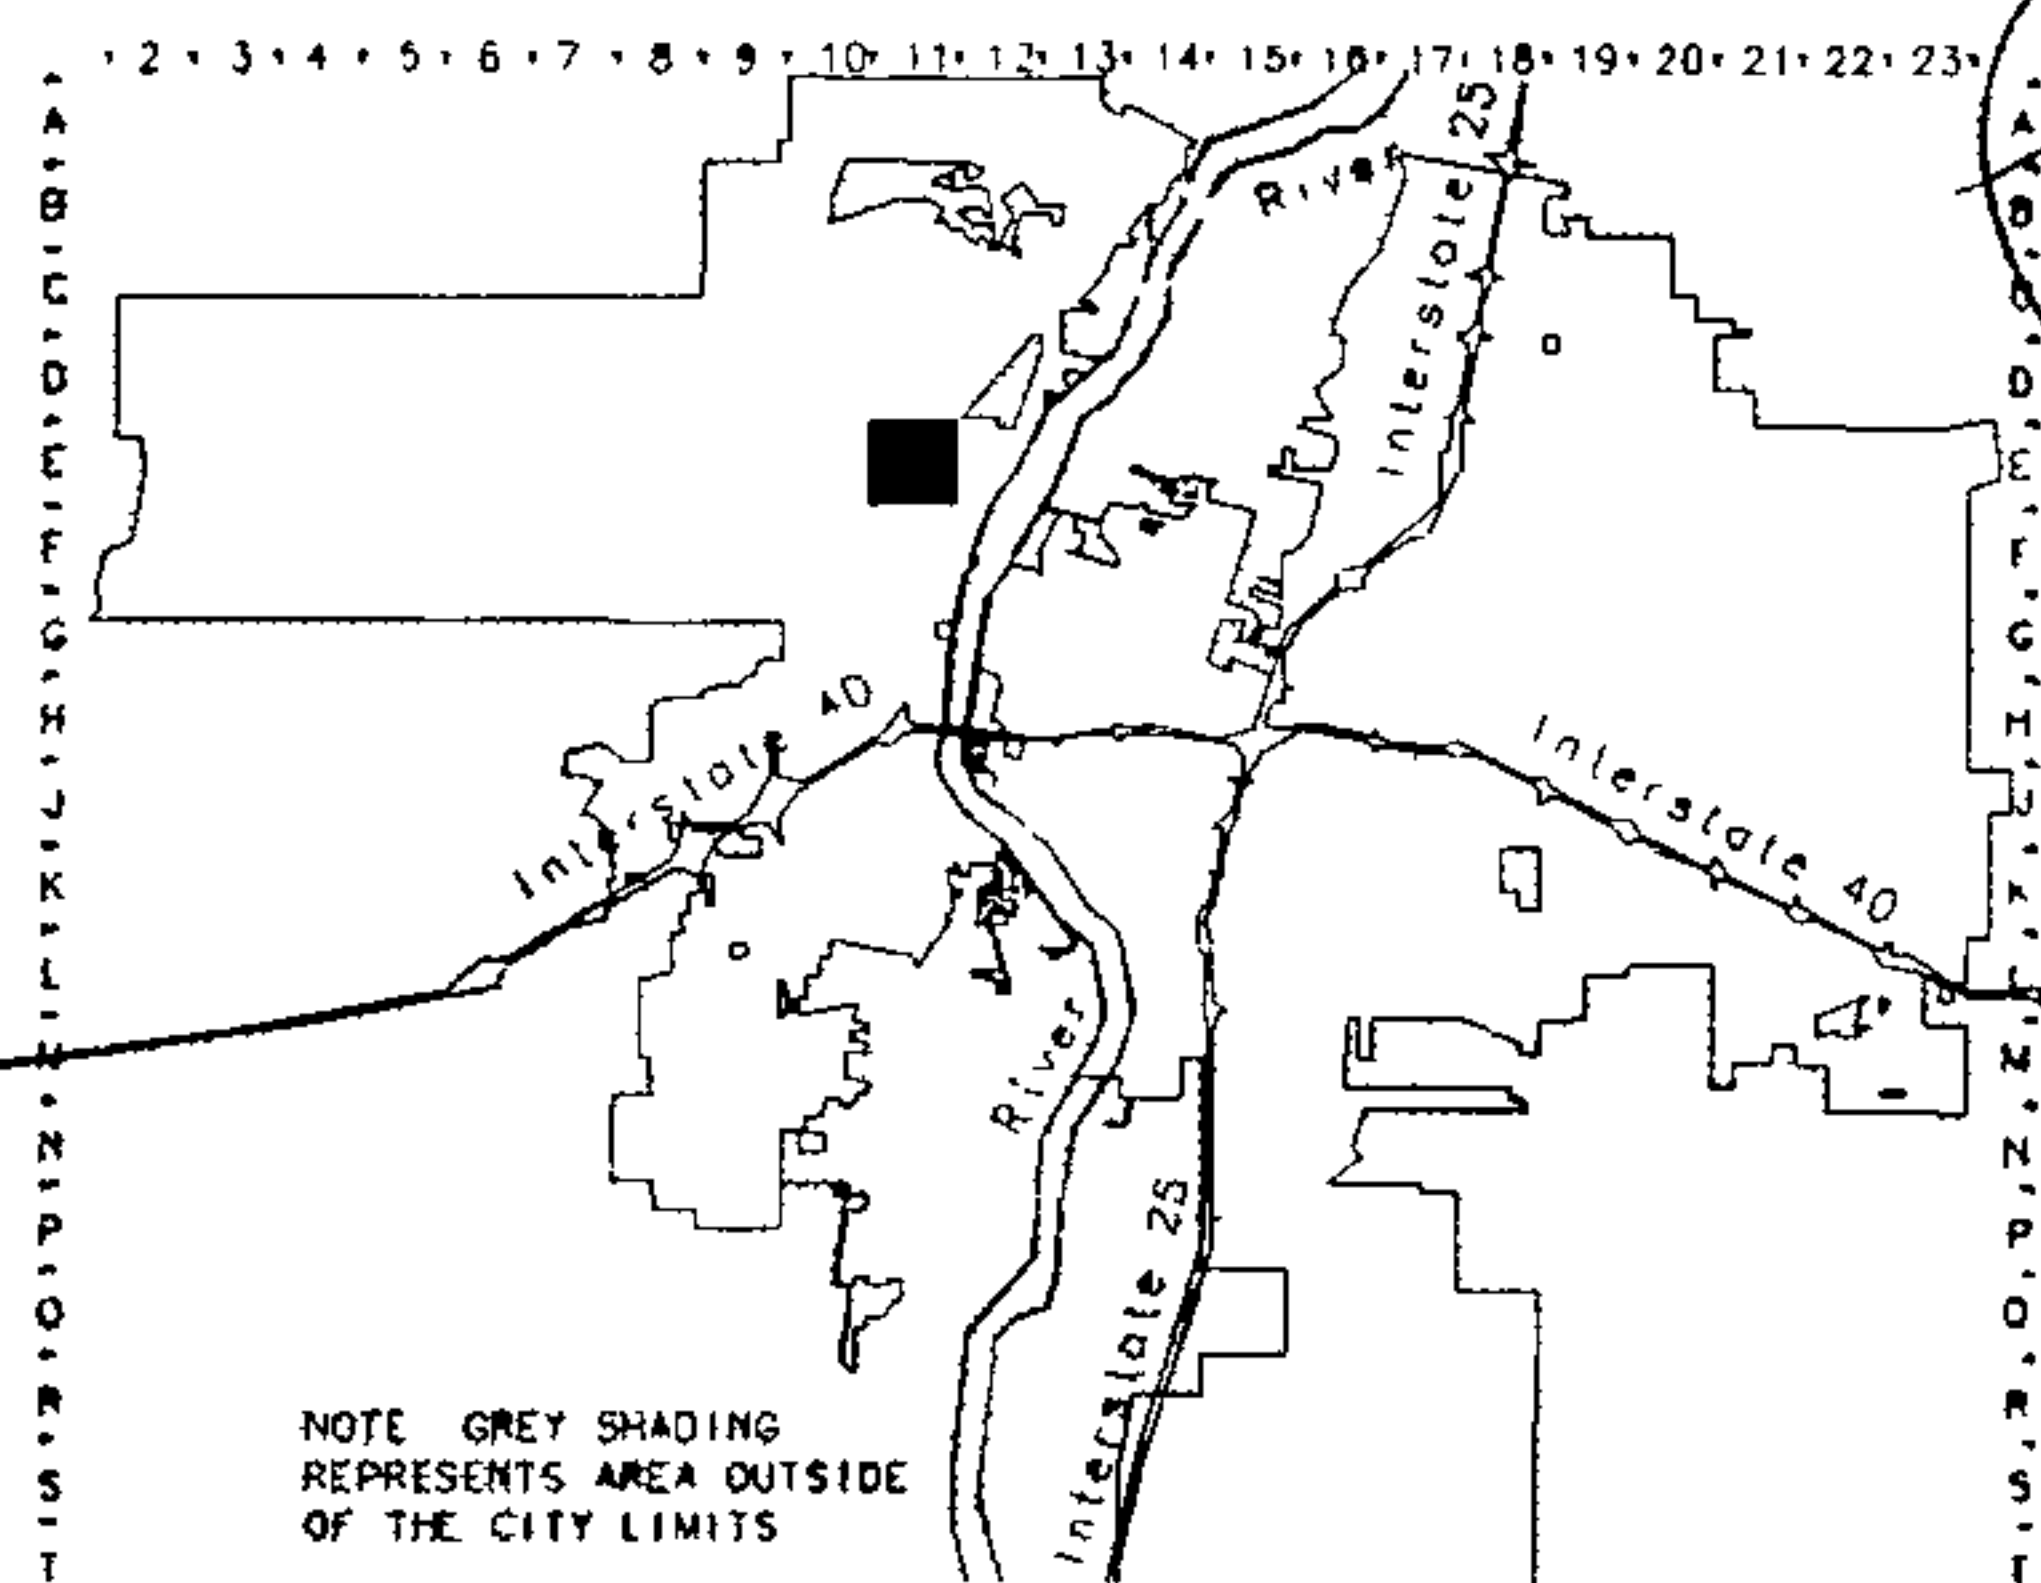 2 3 4 5 6 7 8 9 10 11 12 13 14 15 16 17 18 19 20 21 22 23
A A
B B
C
D D
E E
F F
G G
H H
J J
K K
L L
M M
N N
P P
Q Q
R R
S S
T T
River
Interstate 25
Interstate 40
Interstate 40
River
Interstate 25
NOTE GREY SHADING
REPRESENTS AREA OUTSIDE
OF THE CITY LIMITS